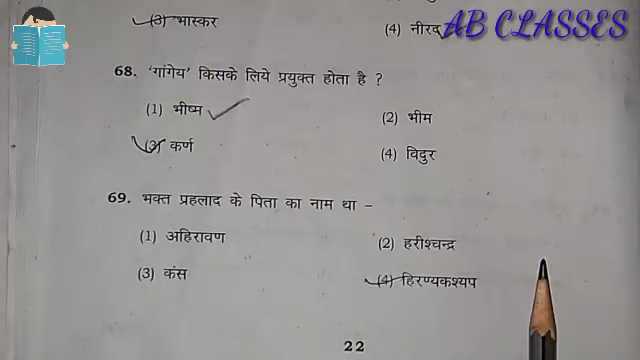 AB CLASSES
(3) भास्कर
(4) नीरद
68. 'गांगेय' किसके लिये प्रयुक्त होता है ?
(1) भीष्म
(2) भीम
(3) कर्ण
(4) विदुर
69. भक्त प्रहलाद के पिता का नाम था –
(1) अहिरावण
(2) हरीश्चन्द्र
(3) कंस
(4) हिरण्यकश्यप
22